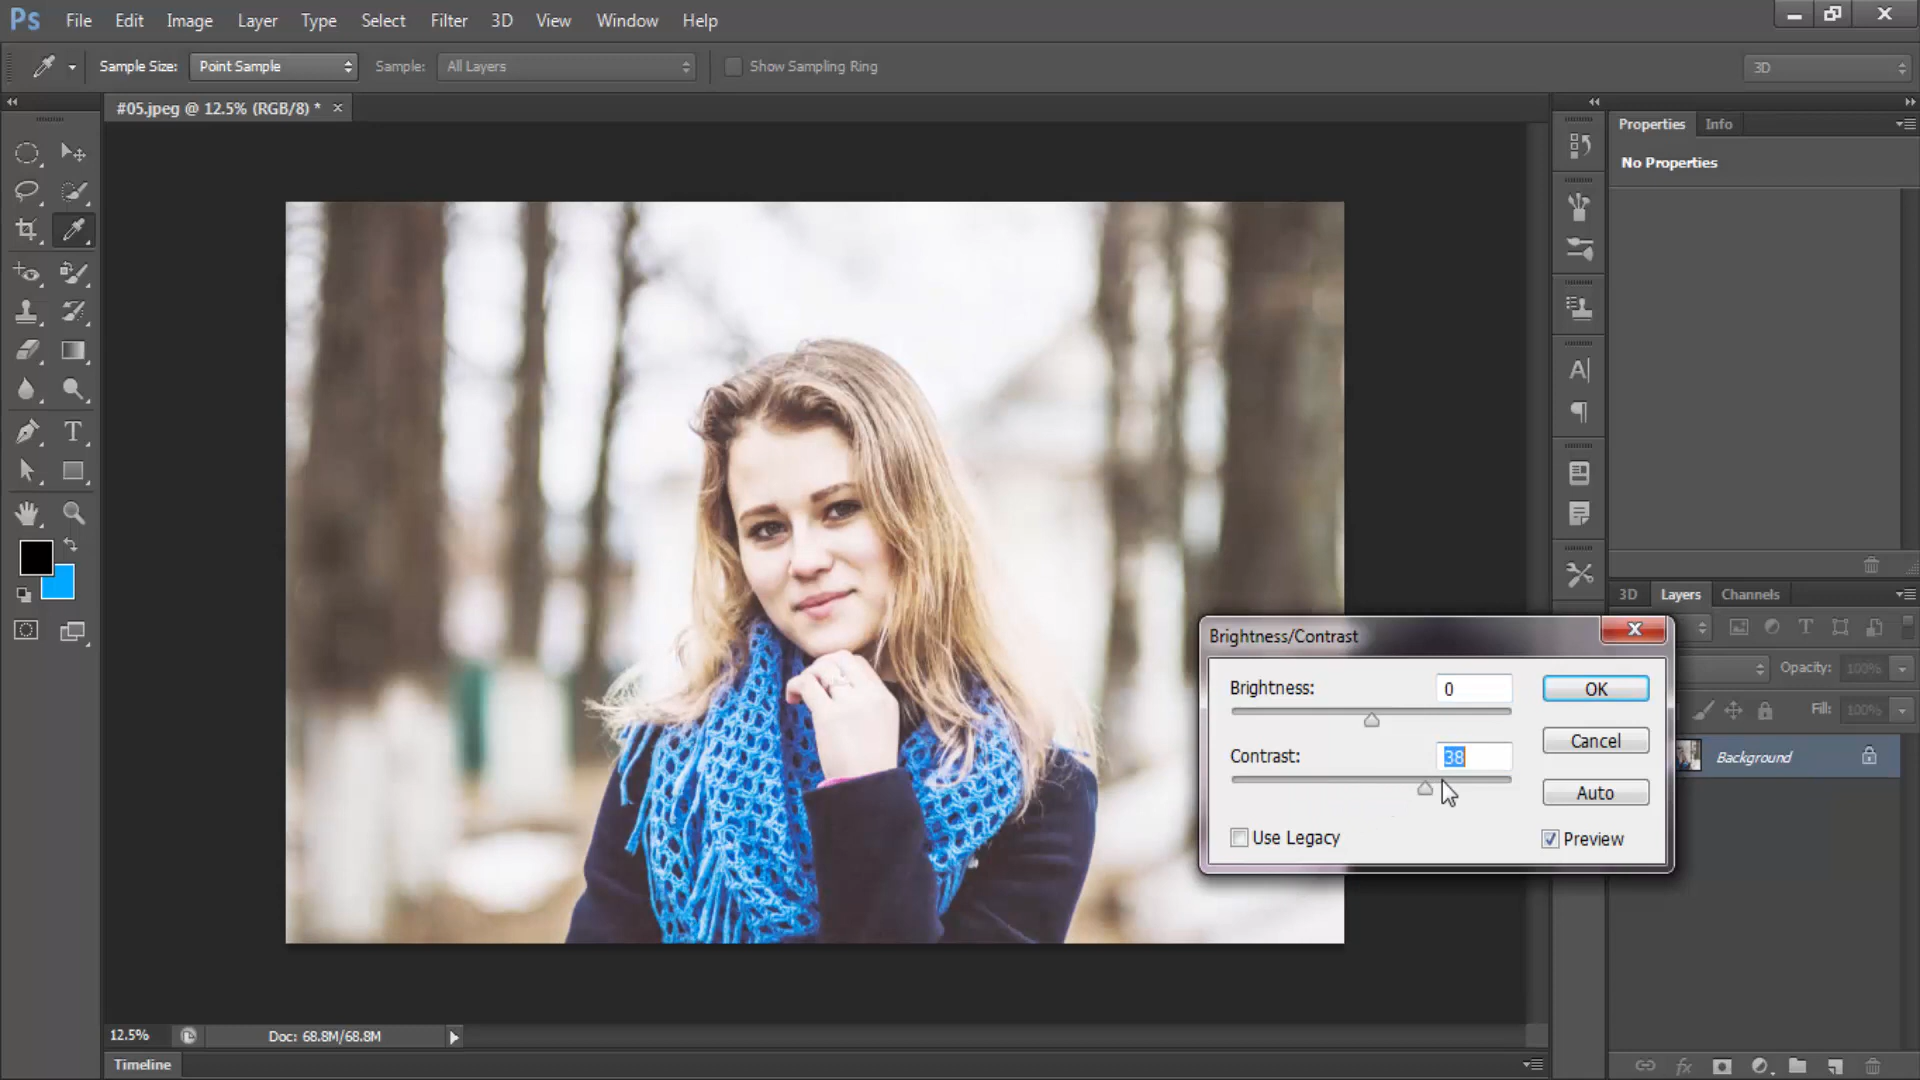 Ps File Edit Image Layer Type Select Filter 3D View Window Help
Sample Size: Point Sample Sample: All Layers Show Sampling Ring 3D
#05.jpeg @ 12.5% (RGB/8) *
Properties Info
No Properties
3D Layers Channels
Opacity: 100%
Fill: 100%
Background
Brightness/Contrast
Brightness: 0
OK
Contrast: 38
Cancel
Auto
Use Legacy
Preview
12.5% Doc: 68.8M/68.8M
Timeline